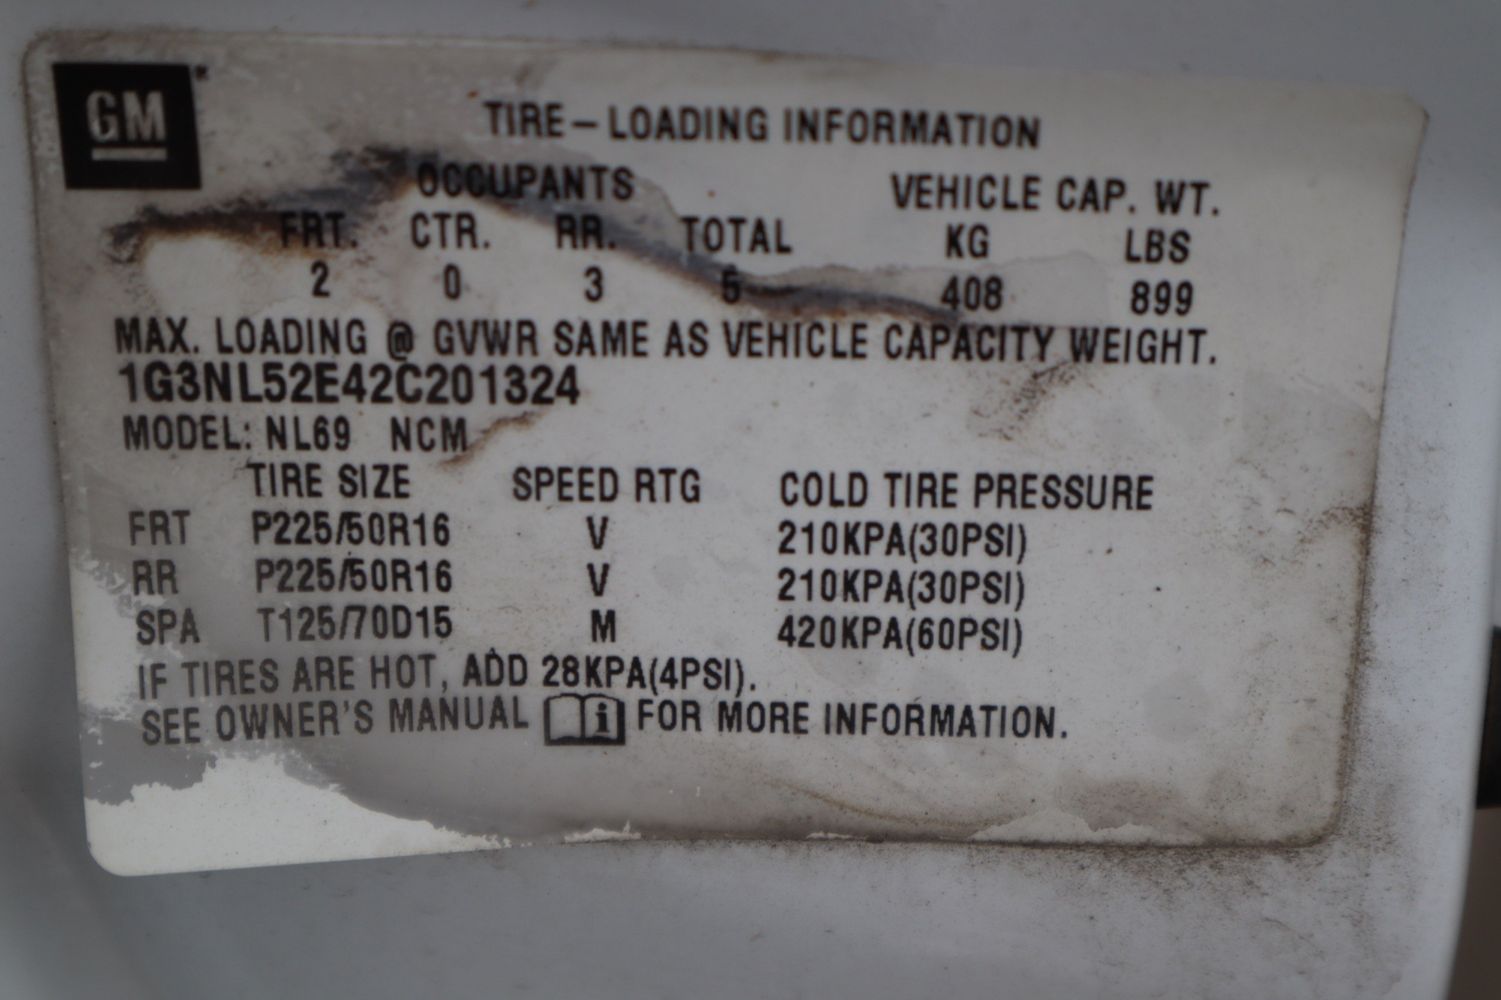 GM
TIRE-LOADING INFORMATION
OCCUPANTS VEHICLE CAP. WT.
FRT. CTR. RR. TOTAL KG LBS
2 0 3 5 408 899
MAX. LOADING @ GVWR SAME AS VEHICLE CAPACITY WEIGHT.
1G3NL52E42C201324
MODEL: NL69 NCM
TIRE SIZE SPEED RTG COLD TIRE PRESSURE
FRT P225/50R16 V 210KPA(30PSI)
RR P225/50R16 V 210KPA(30PSI)
SPA T125/70D15 M 420KPA(60PSI)
IF TIRES ARE HOT, ADD 28KPA(4PSI).
SEE OWNER'S MANUAL i FOR MORE INFORMATION.